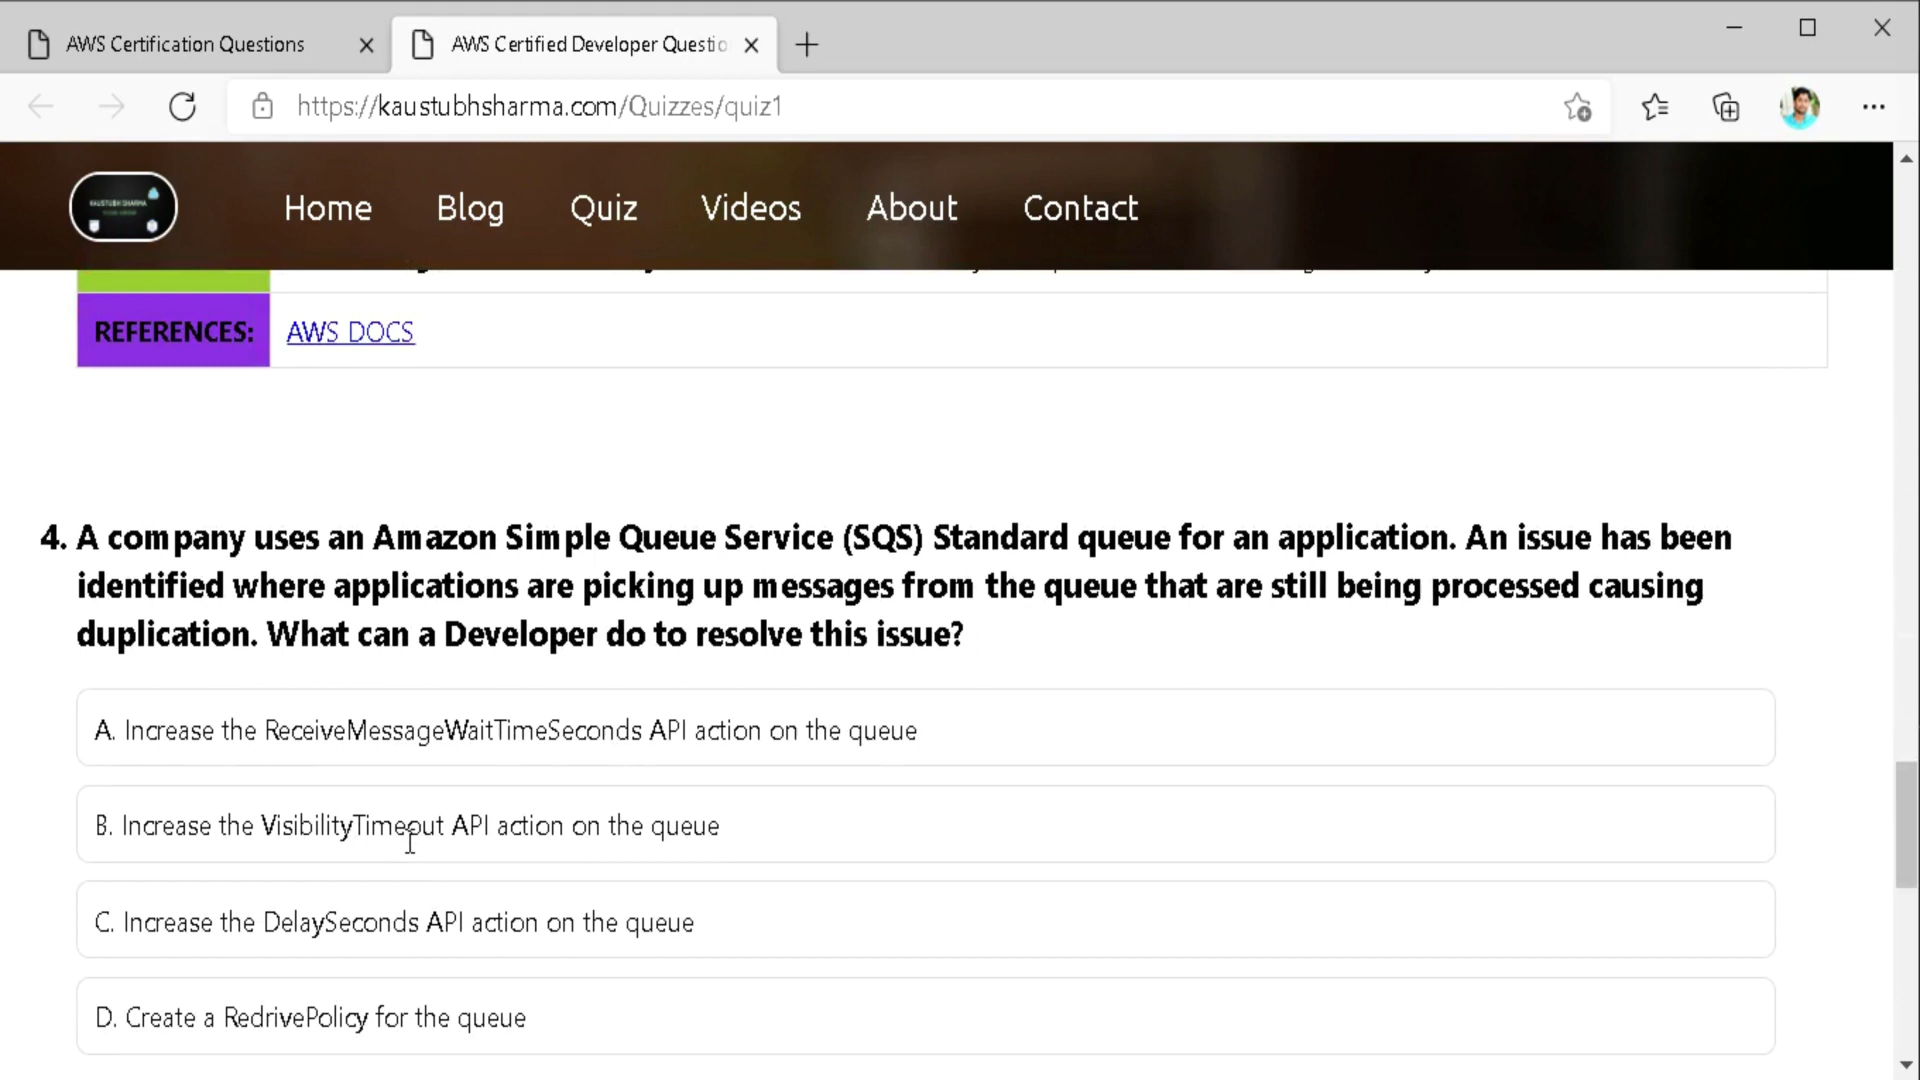 AWS Certification Questions
AWS Certified Developer Questio
https://kaustubhsharma.com/Quizzes/quiz1
KAUSTUBH SHARMA
Home Blog Quiz Videos About Contact
REFERENCES: AWS DOCS
4. A company uses an Amazon Simple Queue Service (SQS) Standard queue for an application. An issue has been
identified where applications are picking up messages from the queue that are still being processed causing
duplication. What can a Developer do to resolve this issue?
A. Increase the ReceiveMessageWaitTimeSeconds API action on the queue
B. Increase the VisibilityTimeout API action on the queue
C. Increase the DelaySeconds API action on the queue
D. Create a RedrivePolicy for the queue